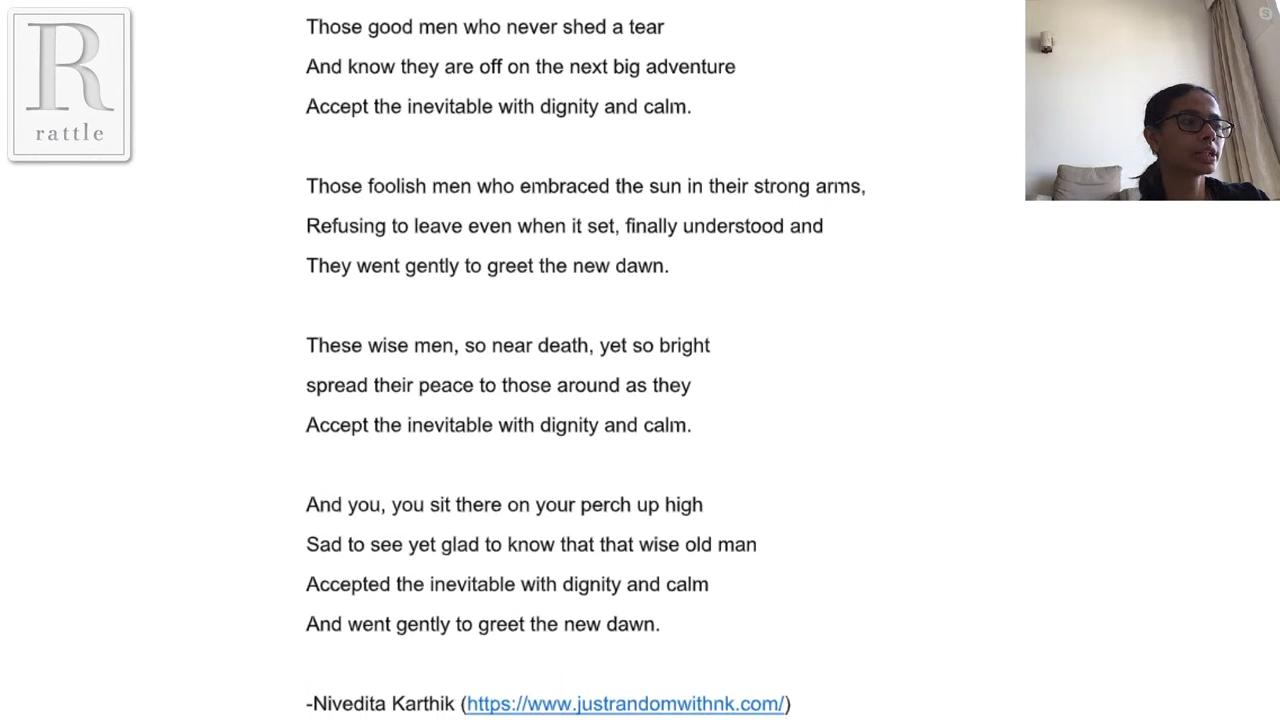 R
rattle
Those good men who never shed a tear
And know they are off on the next big adventure
Accept the inevitable with dignity and calm.
Those foolish men who embraced the sun in their strong arms,
Refusing to leave even when it set, finally understood and
They went gently to greet the new dawn.
These wise men, so near death, yet so bright
spread their peace to those around as they
Accept the inevitable with dignity and calm.
And you, you sit there on your perch up high
Sad to see yet glad to know that that wise old man
Accepted the inevitable with dignity and calm
And went gently to greet the new dawn.
-Nivedita Karthik (https://www.justrandomwithnk.com/)